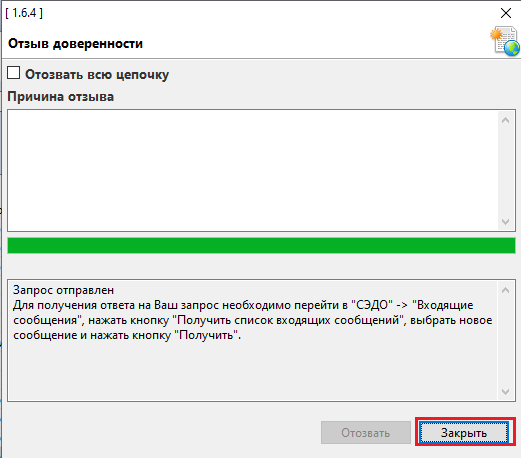 [ 1.6.4 ]
Отзыв доверенности
Отозвать всю цепочку
Причина отзыва
Запрос отправлен
Для получения ответа на Ваш запрос необходимо перейти в "СЭДО" -> "Входящие
сообщения", нажать кнопку "Получить список входящих сообщений", выбрать новое
сообщение и нажать кнопку "Получить".
Отозвать
Закрыть